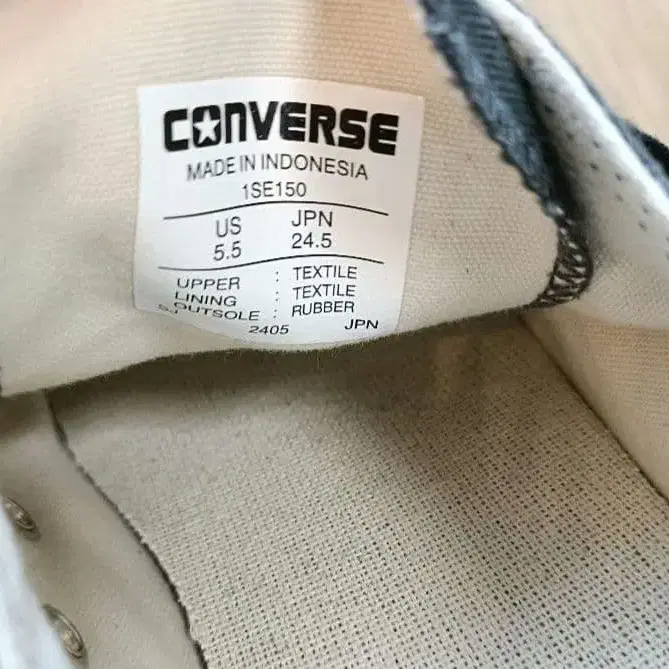 CONVERSE
MADE IN INDONESIA
1SE150
US JPN
5.5 24.5
UPPER : TEXTILE
LINING : TEXTILE
OUTSOLE : RUBBER
2405 JPN